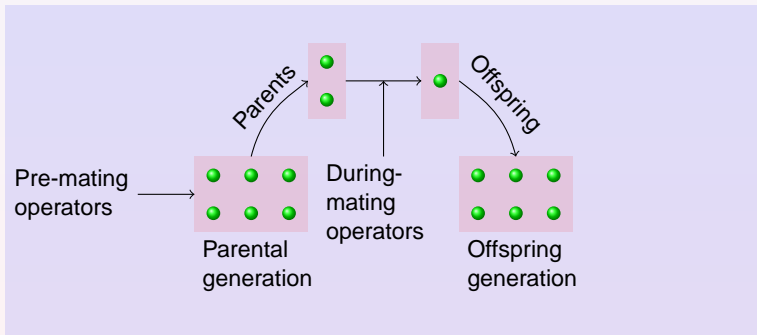 Parents
Offspring
Pre-mating
operators
During-
mating
operators
Parental
generation
Offspring
generation